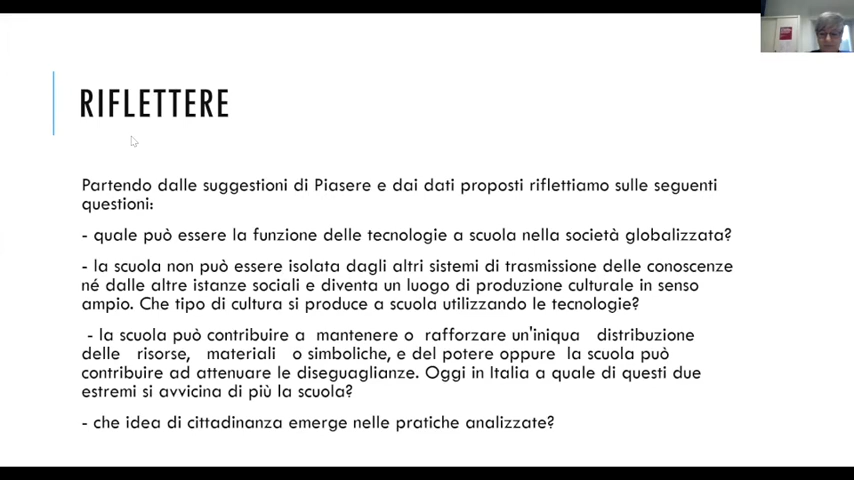 RIFLETTERE
Partendo dalle suggestioni di Piasere e dai dati proposti riflettiamo sulle seguenti
questioni:
- quale può essere la funzione delle tecnologie a scuola nella società globalizzata?
- la scuola non può essere isolata dagli altri sistemi di trasmissione delle conoscenze
né dalle altre istanze sociali e diventa un luogo di produzione culturale in senso
ampio. Che tipo di cultura si produce a scuola utilizzando le tecnologie?
- la scuola può contribuire a mantenere o rafforzare un'iniqua distribuzione
delle risorse, materiali o simboliche, e del potere oppure la scuola può
contribuire ad attenuare le diseguaglianze. Oggi in Italia a quale di questi due
estremi si avvicina di più la scuola?
- che idea di cittadinanza emerge nelle pratiche analizzate?